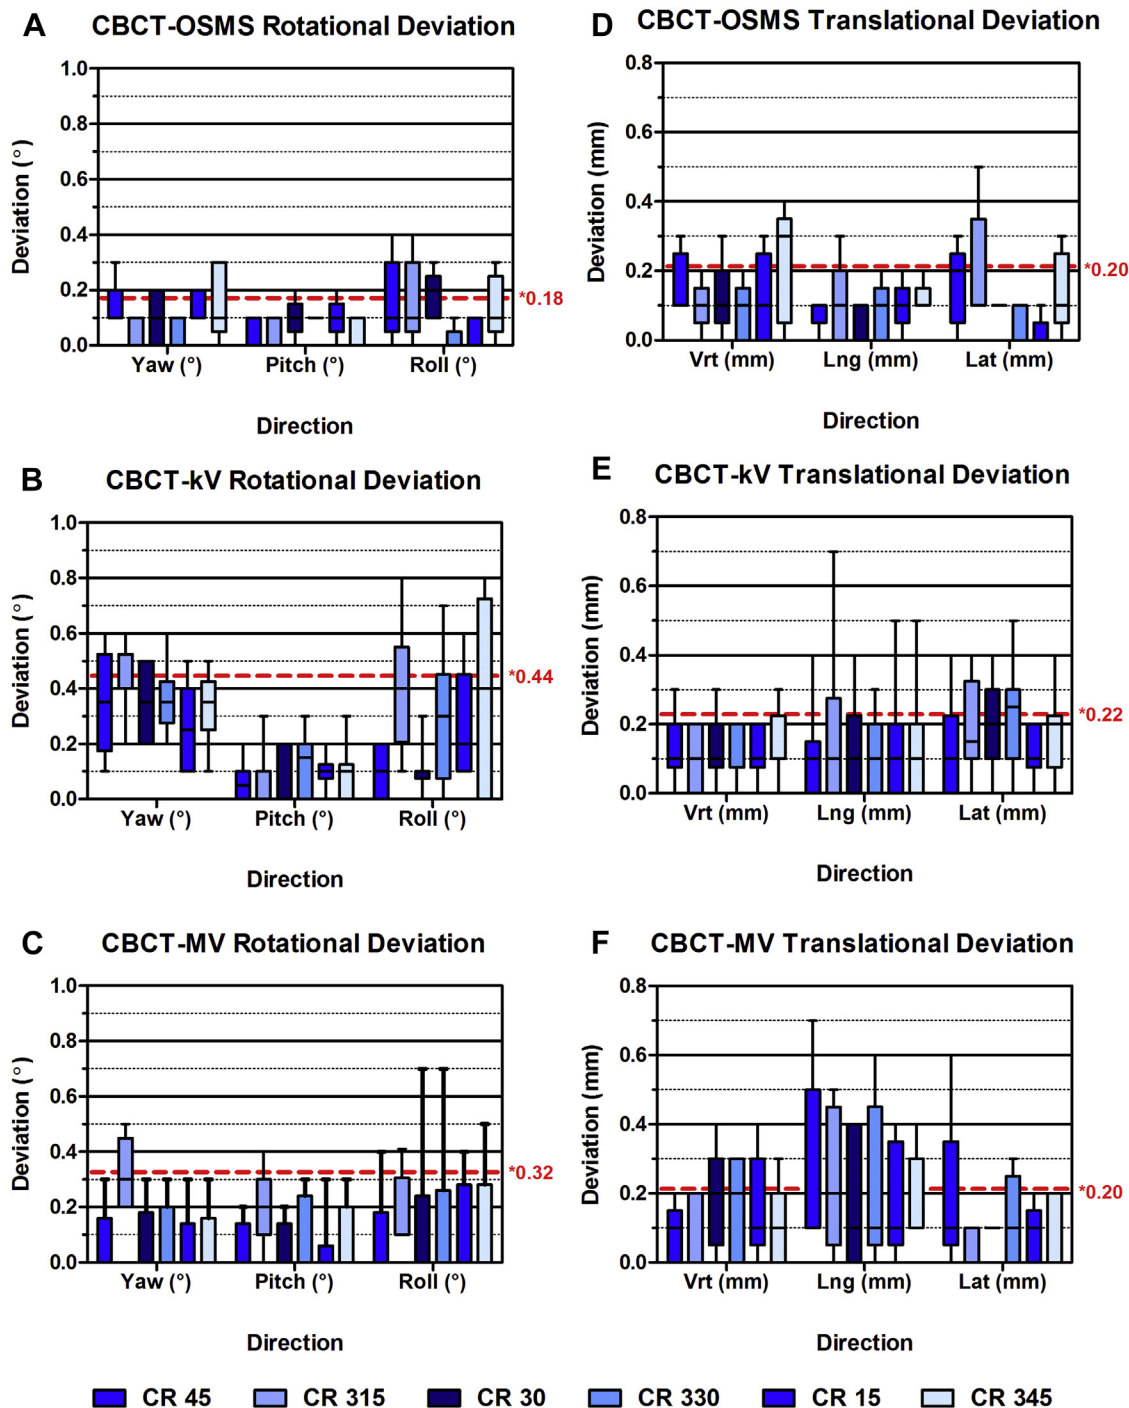 A CBCT-OSMS Rotational Deviation
Deviation (°)
1.0
0.8
0.6
0.4
0.2
0.0
*0.18
Yaw (°) Pitch (°) Roll (°)
Direction
D CBCT-OSMS Translational Deviation
Deviation (mm)
0.8
0.6
0.4
0.2
0.0
*0.20
Vrt (mm) Lng (mm) Lat (mm)
Direction
B CBCT-kV Rotational Deviation
Deviation (°)
1.0
0.8
0.6
0.4
0.2
0.0
*0.44
Yaw (°) Pitch (°) Roll (°)
Direction
E CBCT-kV Translational Deviation
Deviation (mm)
0.8
0.6
0.4
0.2
0.0
*0.22
Vrt (mm) Lng (mm) Lat (mm)
Direction
C CBCT-MV Rotational Deviation
Deviation (°)
1.0
0.8
0.6
0.4
0.2
0.0
*0.32
Yaw (°) Pitch (°) Roll (°)
Direction
F CBCT-MV Translational Deviation
Deviation (mm)
0.8
0.6
0.4
0.2
0.0
*0.20
Vrt (mm) Lng (mm) Lat (mm)
Direction
CR 45 CR 315 CR 30 CR 330 CR 15 CR 345